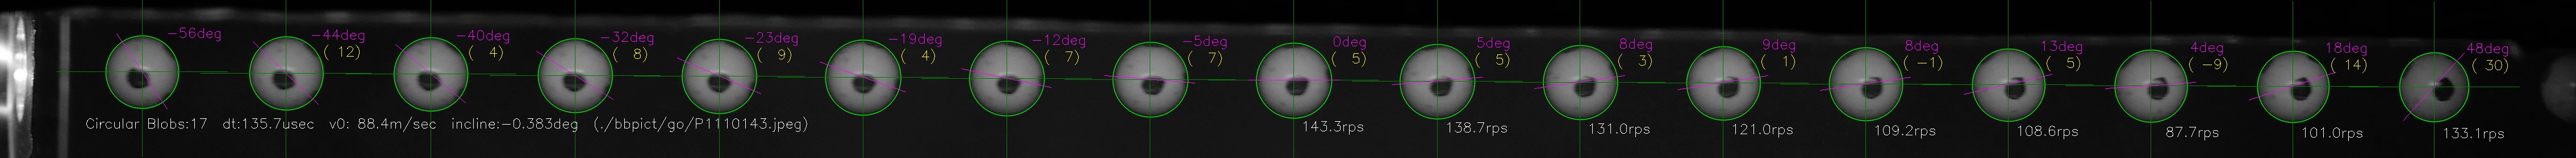 -56deg -44deg -40deg -32deg -23deg -19deg -12deg -5deg 0deg 5deg 8deg 9deg 8deg 13deg 4deg 18deg 48deg
( 12) ( 4) ( 8) ( 9) ( 4) ( 7) ( 7) ( 5) ( 5) ( 3) ( 1) ( -1) ( 5) ( -9) ( 14) ( 30)
Circular Blobs:17 dt:135.7usec v0: 88.4m/sec incline:-0.383deg (./bbpict/go/P1110143.jpeg)
143.3rps 138.7rps 131.0rps 121.0rps 109.2rps 108.6rps 87.7rps 101.0rps 133.1rps